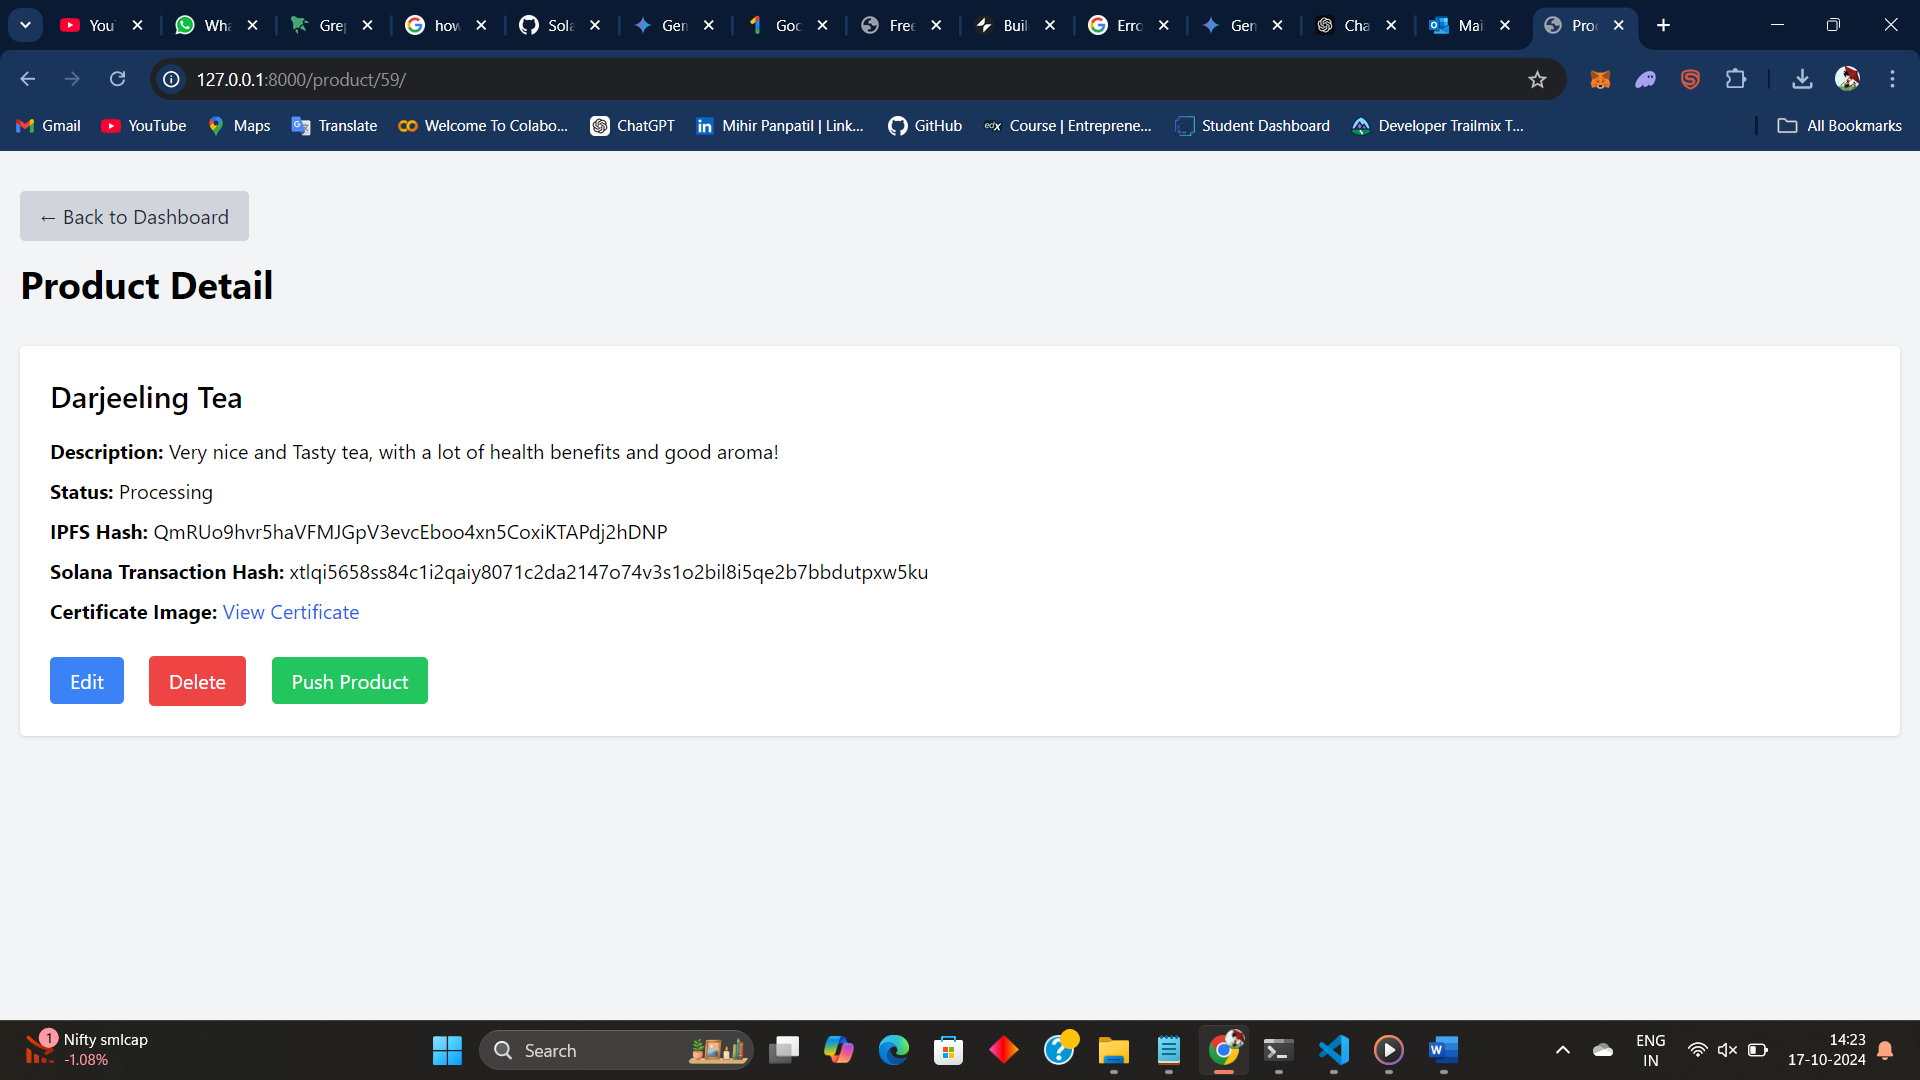 You
Wha
Gre
how
Sola
Gen
Goo
Free
Buil
Erro
Gen
Cha
Mai
Proc
127.0.0.1:8000/product/59/
Gmail
YouTube
Maps
Translate
Welcome To Colabo...
ChatGPT
Mihir Panpatil | Link...
GitHub
edx Course | Entreprene...
Student Dashboard
Developer Trailmix T...
All Bookmarks
← Back to Dashboard
Product Detail
Darjeeling Tea
Description: Very nice and Tasty tea, with a lot of health benefits and good aroma!
Status: Processing
IPFS Hash: QmRUo9hvr5haVFMJGpV3evcEboo4xn5CoxiKTAPdj2hDNP
Solana Transaction Hash: xtlqi5658ss84c1i2qaiy8071c2da2147o74v3s1o2bil8i5qe2b7bbdutpxw5ku
Certificate Image: View Certificate
Edit
Delete
Push Product
1
Nifty smlcap
-1.08%
Search
ENG
IN
14:23
17-10-2024